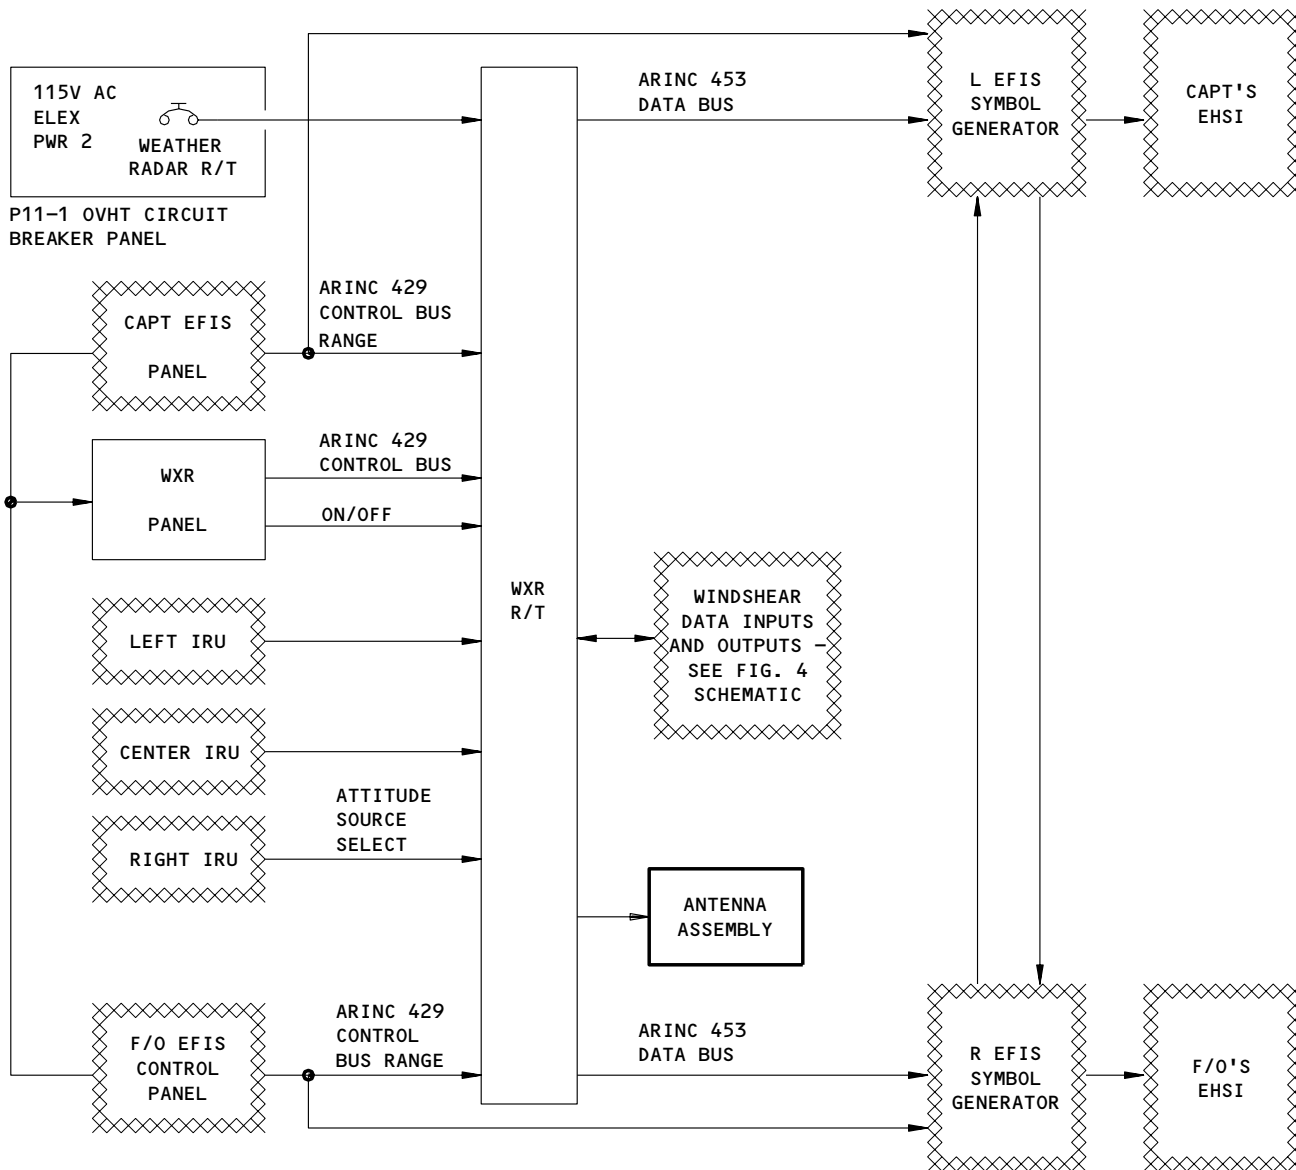 115V AC
ELEX
PWR 2
WEATHER
RADAR R/T
P11-1 OVHT CIRCUIT
BREAKER PANEL
CAPT EFIS
PANEL
ARINC 429
CONTROL BUS
RANGE
WXR
PANEL
ARINC 429
CONTROL BUS
ON/OFF
LEFT IRU
CENTER IRU
RIGHT IRU
ATTITUDE
SOURCE
SELECT
F/O EFIS
CONTROL
PANEL
ARINC 429
CONTROL
BUS RANGE
WXR
R/T
ARINC 453
DATA BUS
L EFIS
SYMBOL
GENERATOR
CAPT'S
EHSI
WINDSHEAR
DATA INPUTS
AND OUTPUTS –
SEE FIG. 4
SCHEMATIC
ANTENNA
ASSEMBLY
ARINC 453
DATA BUS
R EFIS
SYMBOL
GENERATOR
F/O'S
EHSI